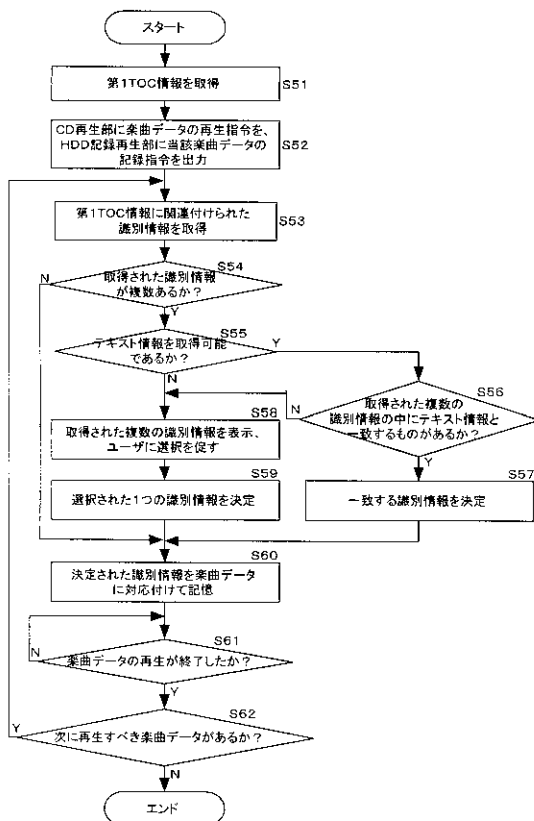 スタート
第1TOC情報を取得
S51
CD再生部に楽曲データの再生指令を、
HDD記録再生部に当該楽曲データの
記録指令を出力
S52
第1TOC情報に関連付けられた
識別情報を取得
S53
S54
N
取得された識別情報
が複数あるか？
Y
S55
テキスト情報を取得可能
であるか？
Y
N
S56
取得された複数の
識別情報の中にテキスト情報と
一致するものがあるか？
N
Y
S58
取得された複数の識別情報を表示、
ユーザに選択を促す
S59
選択された1つの識別情報を決定
S57
一致する識別情報を決定
S60
決定された識別情報を楽曲データ
に対応付けて記憶
S61
楽曲データの再生が終了したか？
N
Y
S62
Y
次に再生すべき楽曲データがあるか？
N
エンド